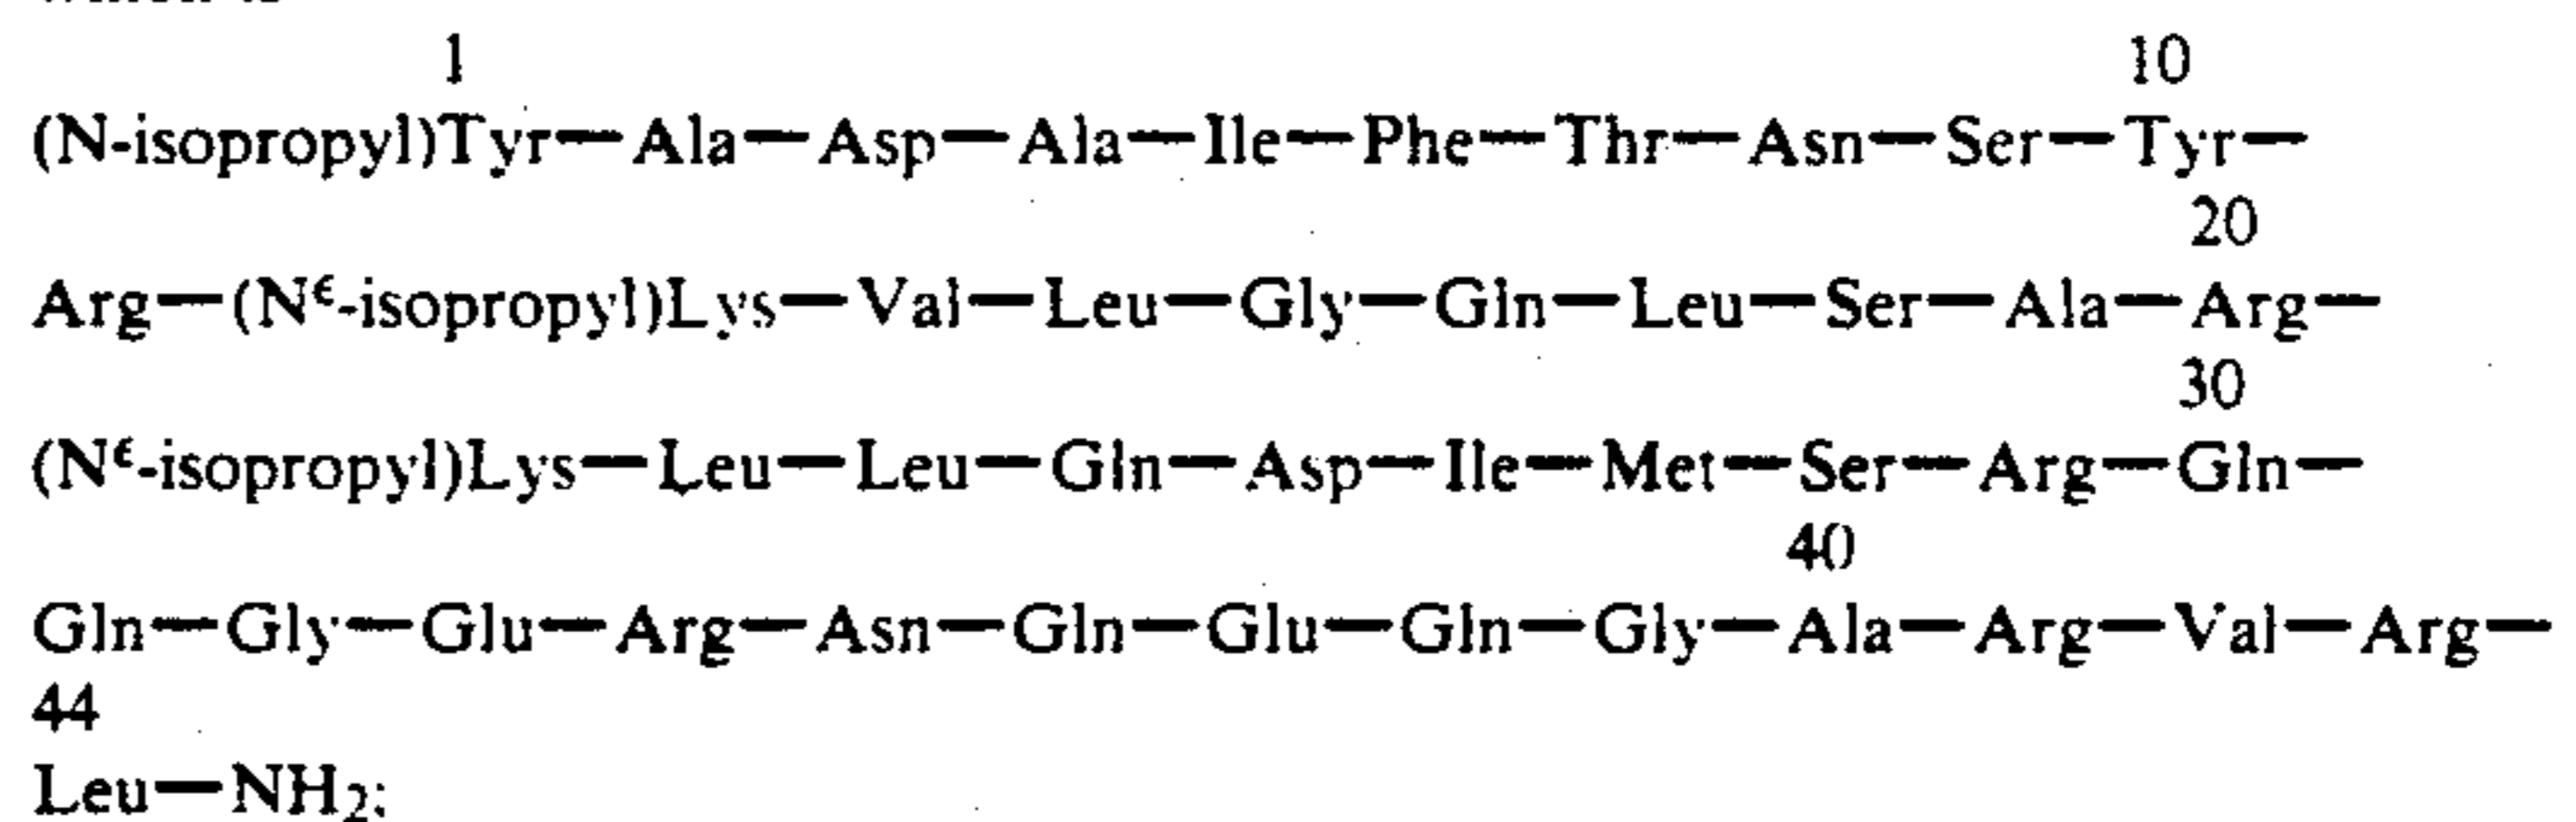 1 10
(N-isopropyl)Tyr—Ala—Asp—Ala—Ile—Phe—Thr—Asn—Ser—Tyr—
20
Arg—(Nᵋ-isopropyl)Lys—Val—Leu—Gly—Gln—Leu—Ser—Ala—Arg—
30
(Nᵋ-isopropyl)Lys—Leu—Leu—Gln—Asp—Ile—Met—Ser—Arg—Gln—
40
Gln—Gly—Glu—Arg—Asn—Gln—Glu—Gln—Gly—Ala—Arg—Val—Arg—
44
Leu—NH₂;